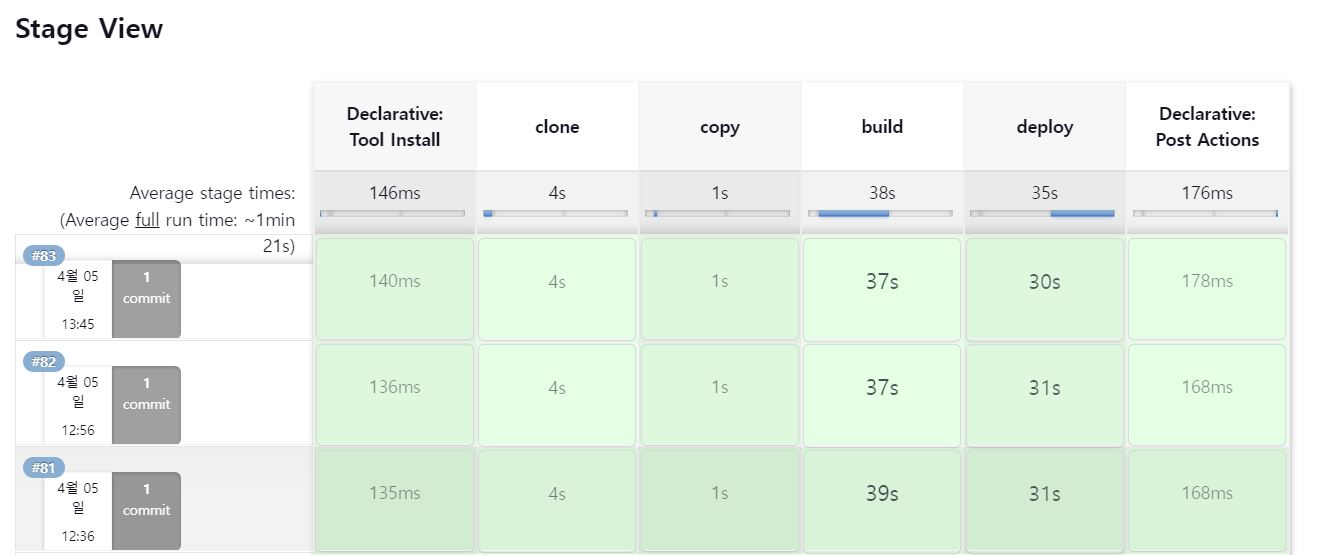 Stage View
Declarative:
Tool Install
clone
copy
build
deploy
Declarative:
Post Actions
Average stage times:
(Average full run time: ~1min
21s)
146ms
4s
1s
38s
35s
176ms
#83
4월 05
일
13:45
1
commit
140ms
4s
1s
37s
30s
178ms
#82
4월 05
일
12:56
1
commit
136ms
4s
1s
37s
31s
168ms
#81
4월 05
일
12:36
1
commit
135ms
4s
1s
39s
31s
168ms